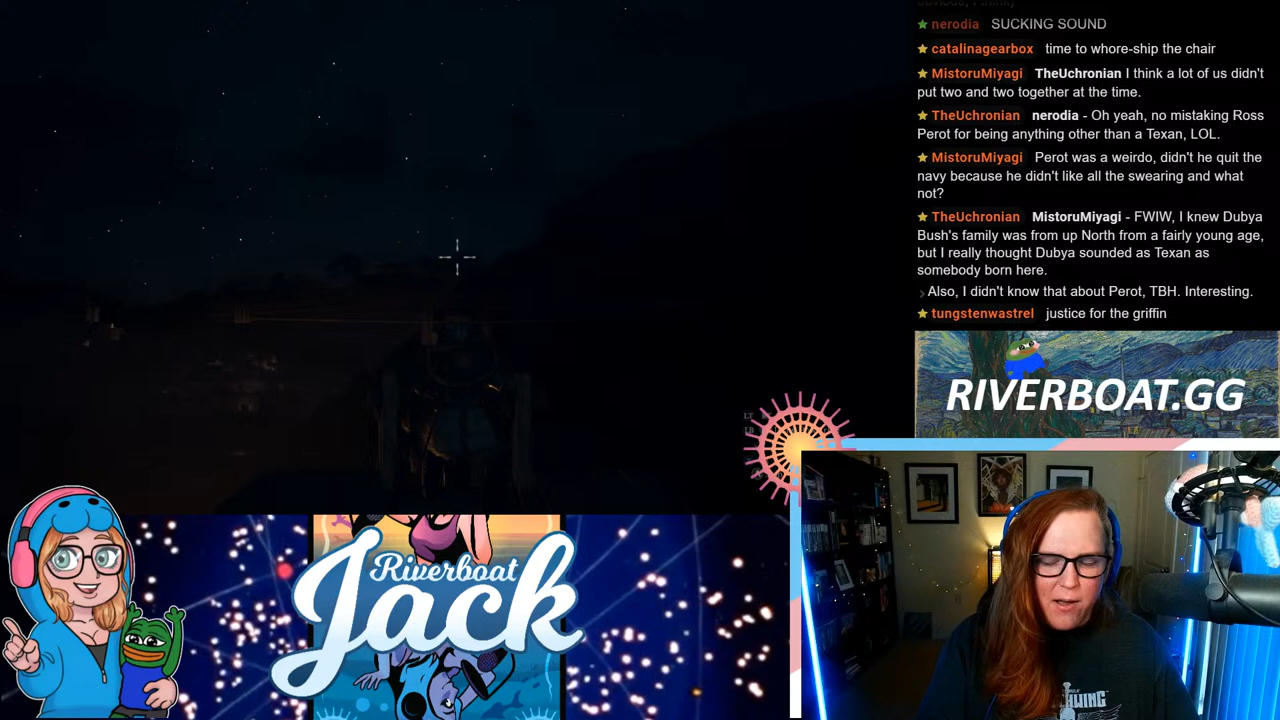 nerodia SUCKING SOUND
catalinagearbox time to whore-ship the chair
MistoruMiyagi TheUchronian I think a lot of us didn't
put two and two together at the time.
TheUchronian nerodia - Oh yeah, no mistaking Ross
Perot for being anything other than a Texan, LOL.
MistoruMiyagi Perot was a weirdo, didn't he quit the
navy because he didn't like all the swearing and what
not?
TheUchronian MistoruMiyagi - FWIW, I knew Dubya
Bush's family was from up North from a fairly young age,
but I really thought Dubya sounded as Texan as
somebody born here.
Also, I didn't know that about Perot, TBH. Interesting.
tungstenwastrel justice for the griffin
RIVERBOAT.GG
LT
LB
Riverboat
Jack